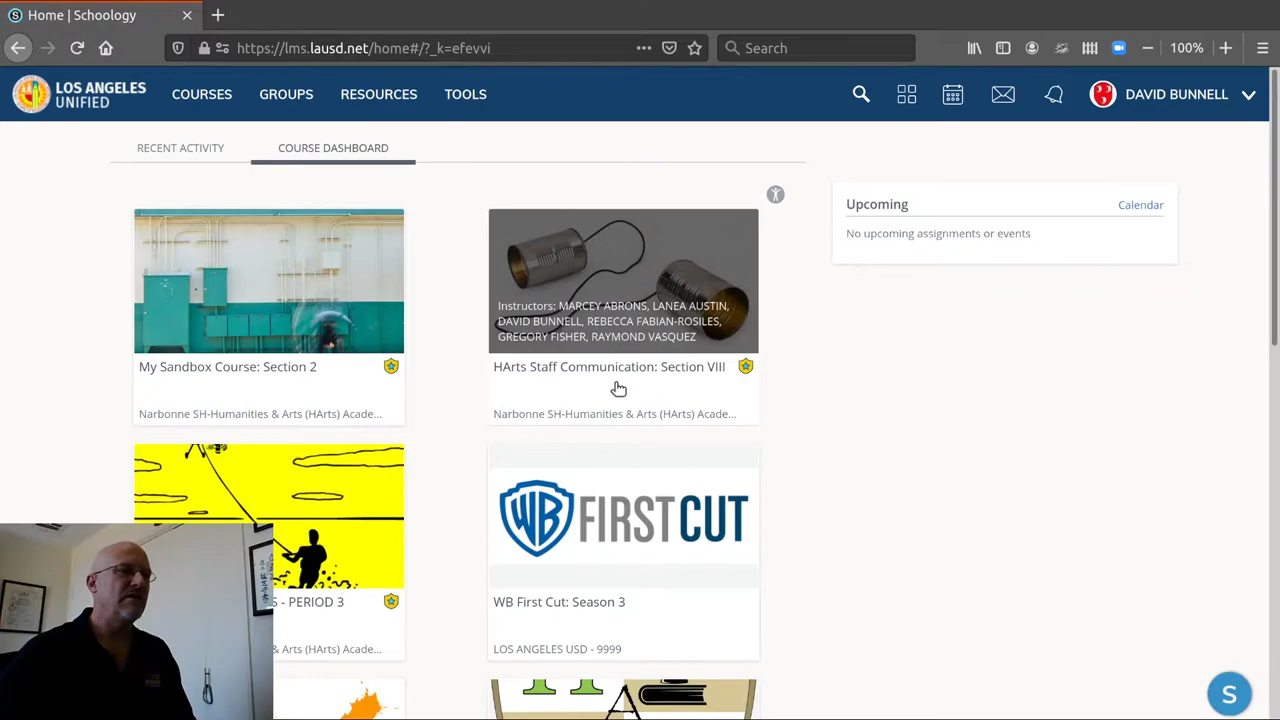 Home | Schoology
https://lms.lausd.net/home#/?_k=efevvi
Search
100%
LOS ANGELES
UNIFIED
COURSES
GROUPS
RESOURCES
TOOLS
DAVID BUNNELL
RECENT ACTIVITY
COURSE DASHBOARD
Upcoming
Calendar
No upcoming assignments or events
Instructors: MARCEY ABRONS, LANEA AUSTIN,
DAVID BUNNELL, REBECCA FABIAN-ROSILES,
GREGORY FISHER, RAYMOND VASQUEZ
My Sandbox Course: Section 2
HArts Staff Communication: Section VIII
Narbonne SH-Humanities & Arts (HArts) Acade...
Narbonne SH-Humanities & Arts (HArts) Acade...
WB FIRSTCUT
S - PERIOD 3
WB First Cut: Season 3
& Arts (HArts) Acade...
LOS ANGELES USD - 9999
S